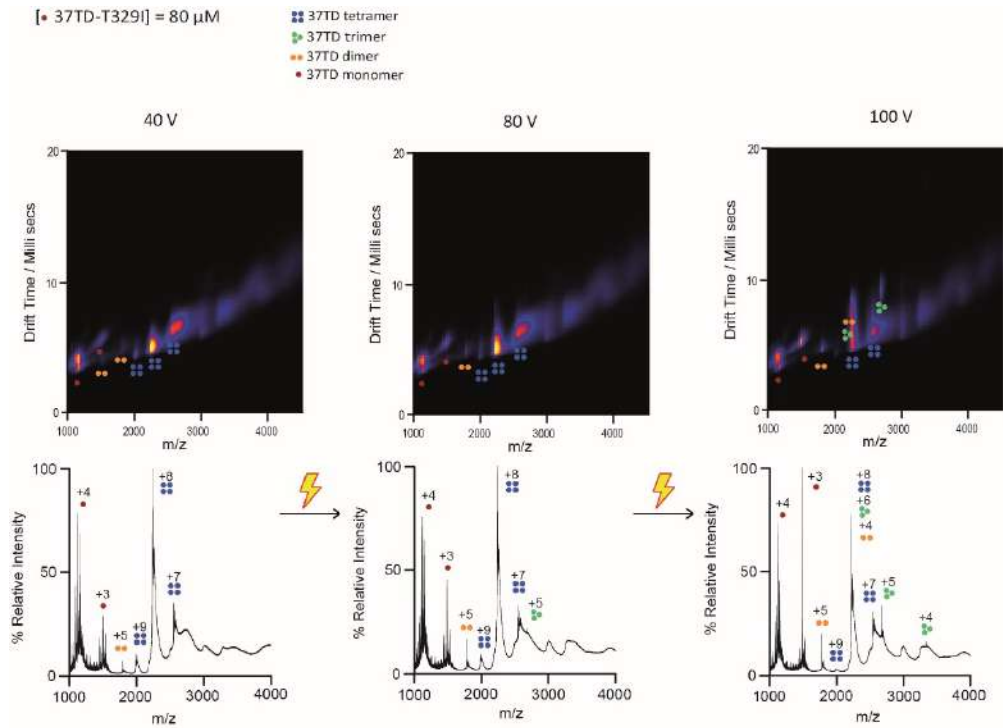 [• 37TD-T329I] = 80 µM
37TD tetramer
37TD trimer
37TD dimer
37TD monomer
40 V
80 V
100 V
20
10
0
Drift Time / Milli secs
1000 2000 3000 4000
m/z
20
10
0
Drift Time / Milli secs
1000 2000 3000 4000
m/z
20
10
0
Drift Time / Milli secs
1000 2000 3000 4000
m/z
100
50
0
% Relative Intensity
+4
+3
+5
+9
+8
+7
1000 2000 3000 4000
m/z
100
50
0
% Relative Intensity
+4
+3
+5
+9
+8
+7
+5
1000 2000 3000 4000
m/z
100
50
0
% Relative Intensity
+4
+3
+5
+9
+8
+6
+4
+7
+5
+4
1000 2000 3000 4000
m/z